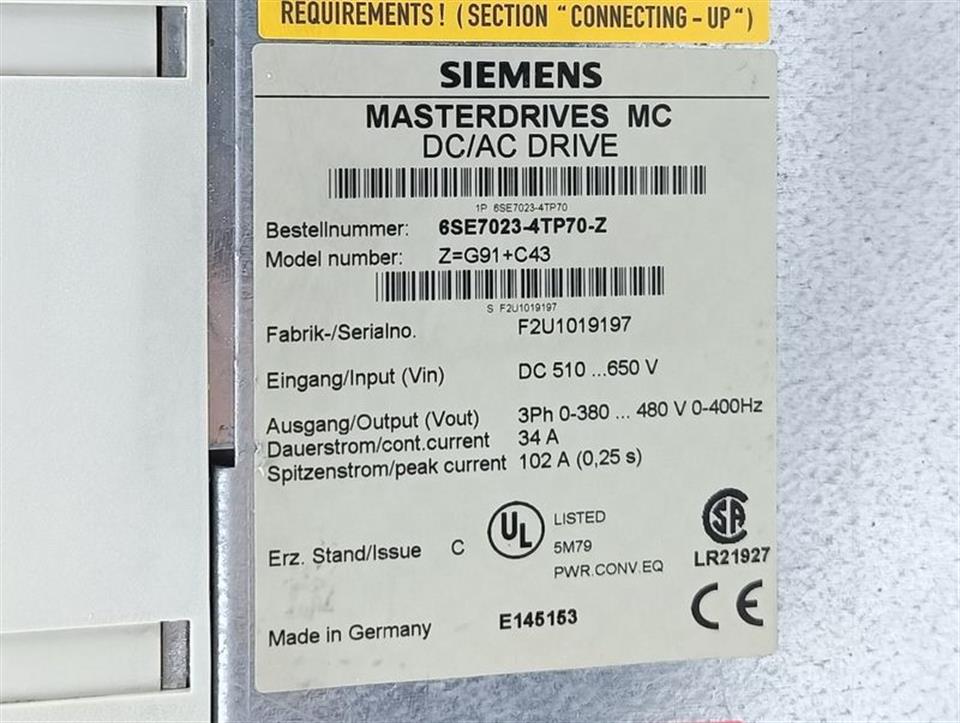 REQUIREMENTS! (SECTION "CONNECTING-UP")
SIEMENS
MASTERDRIVES MC
DC/AC DRIVE
1P 6SE7023-4TP70
Bestellnummer: 6SE7023-4TP70-Z
Model number: Z=G91+C43
S F2U1019197
Fabrik-/Serialno. F2U1019197
Eingang/Input (Vin) DC 510 ...650 V
Ausgang/Output (Vout) 3Ph 0-380 ... 480 V 0-400Hz
Dauerstrom/cont.current 34 A
Spitzenstrom/peak current 102 A (0,25 s)
Erz. Stand/Issue C
UL LISTED
5M79
PWR.CONV.EQ
SA
LR21927
CE
Made in Germany E145153